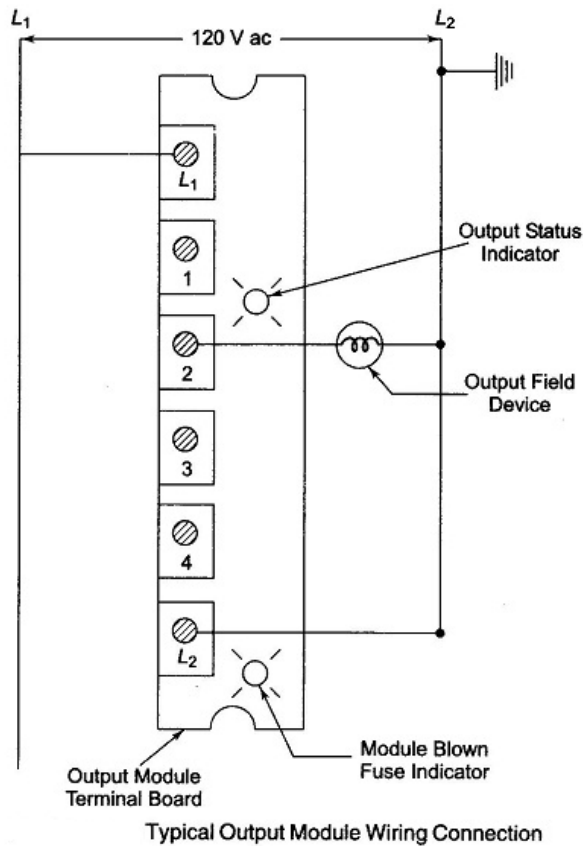 L1
120 V ac
L2
L1
1
Output Status
Indicator
2
Output Field
Device
3
4
L2
Module Blown
Fuse Indicator
Output Module
Terminal Board
Typical Output Module Wiring Connection